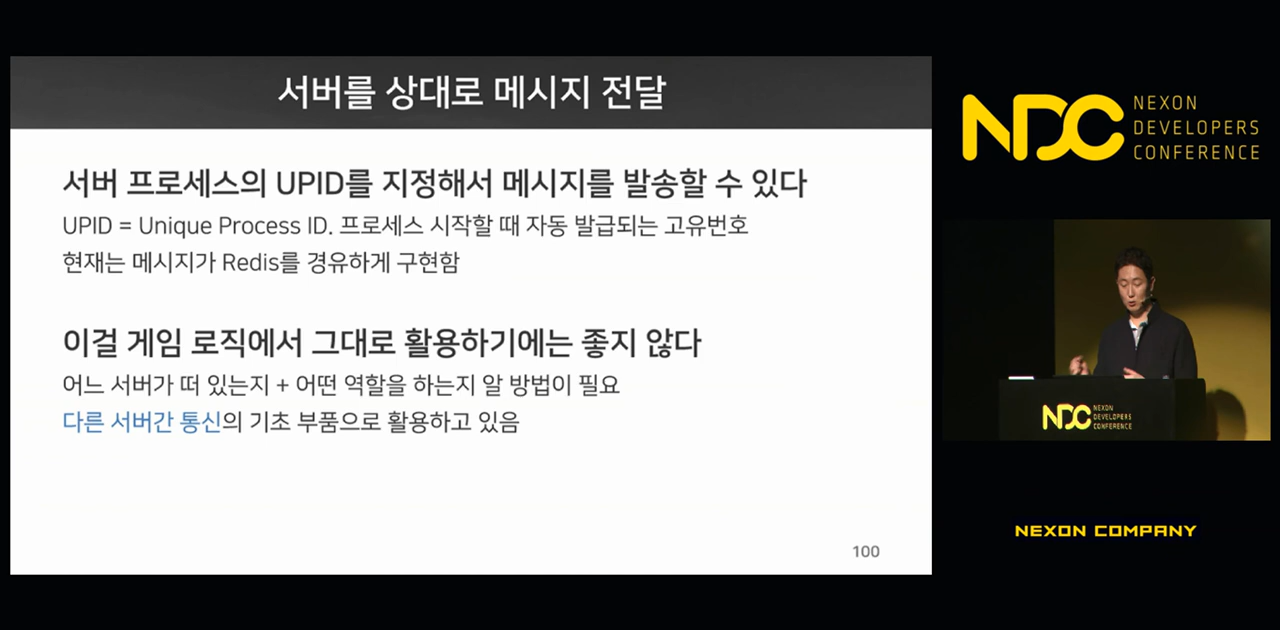 서버를 상대로 메시지 전달
서버 프로세스의 UPID를 지정해서 메시지를 발송할 수 있다
UPID = Unique Process ID. 프로세스 시작할 때 자동 발급되는 고유번호
현재는 메시지가 Redis를 경유하게 구현함
이걸 게임 로직에서 그대로 활용하기에는 좋지 않다
어느 서버가 떠 있는지 + 어떤 역할을 하는지 알 방법이 필요
다른 서버간 통신의 기초 부품으로 활용하고 있음
100
NDC
NEXON
DEVELOPERS
CONFERENCE
NDC
NEXON
DEVELOPERS
CONFERENCE
NEXON COMPANY